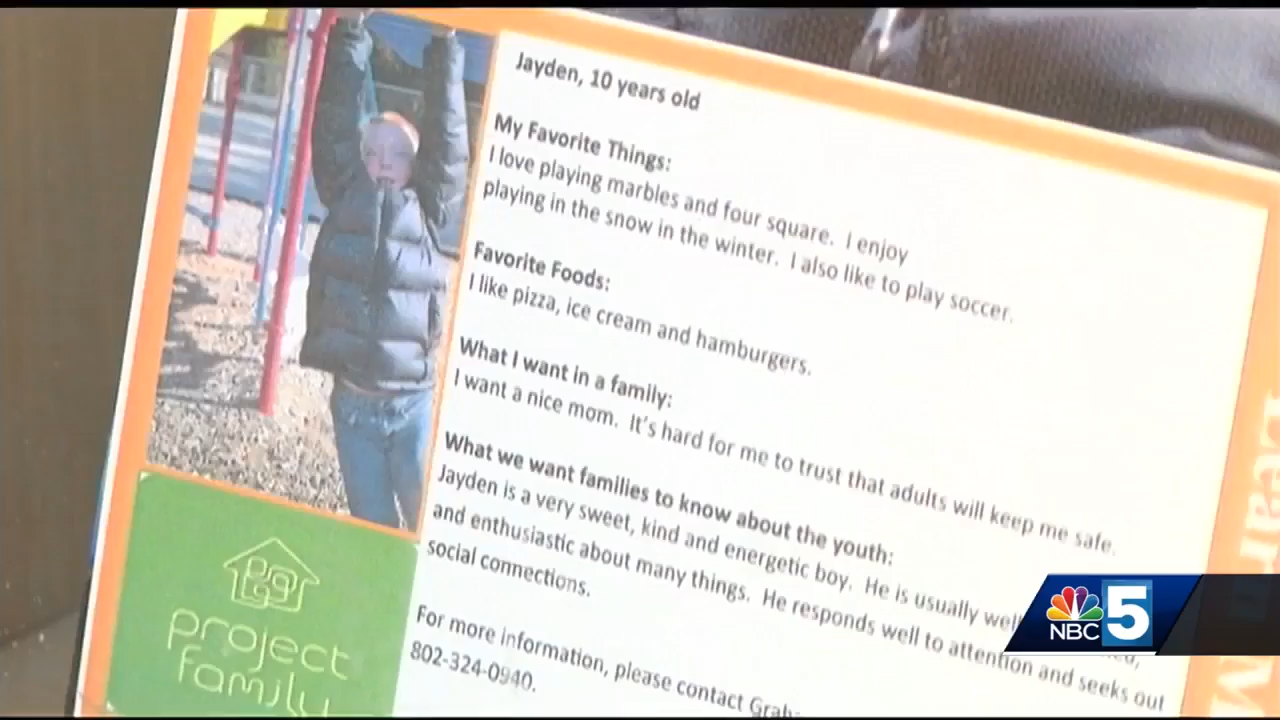 Jayden, 10 years old
My Favorite Things:
I love playing marbles and four square. I enjoy
playing in the snow in the winter. I also like to play soccer.
Favorite Foods:
I like pizza, ice cream and hamburgers.
What I want in a family:
I want a nice mom. It's hard for me to trust that adults will keep me safe.
What we want families to know about the youth:
Jayden is a very sweet, kind and energetic boy. He is usually
and enthusiastic about many things. He responds well to attention and seeks out
social connections.
For more information, please contact
802-324-0940.
project
family
NBC 5